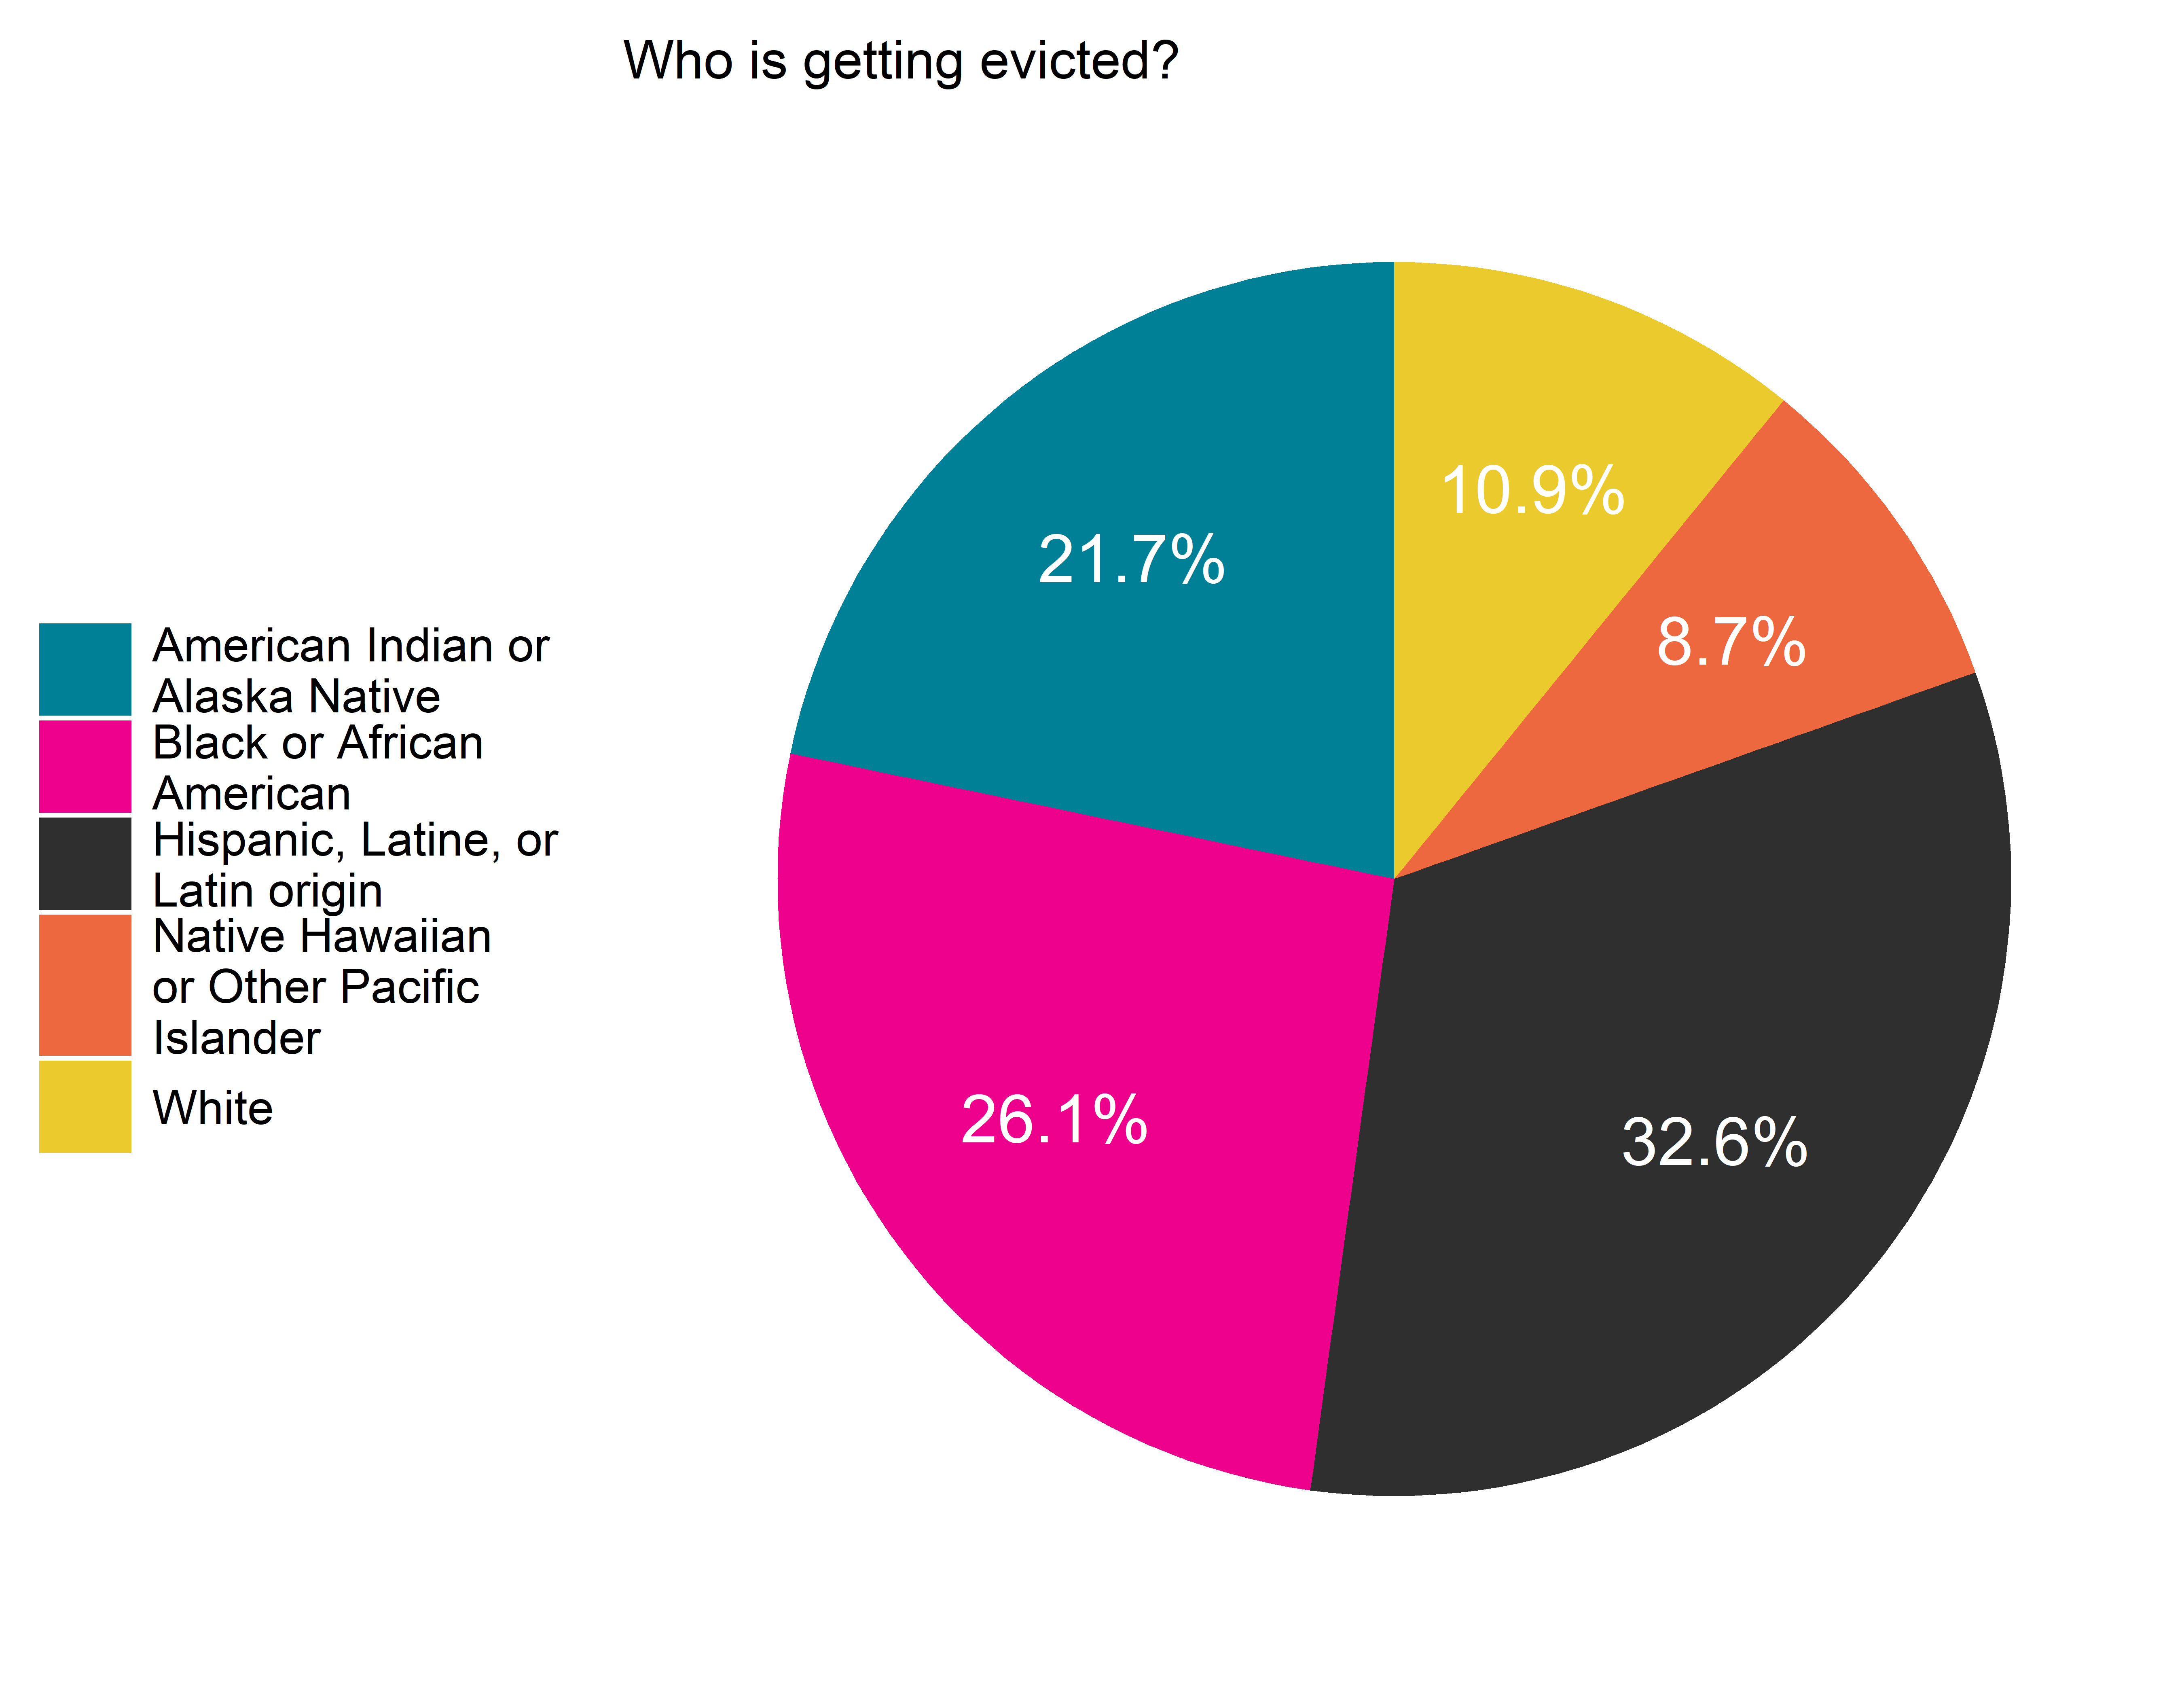 Who is getting evicted?
American Indian or
Alaska Native
Black or African
American
Hispanic, Latine, or
Latin origin
Native Hawaiian
or Other Pacific
Islander
White
10.9%
8.7%
32.6%
26.1%
21.7%